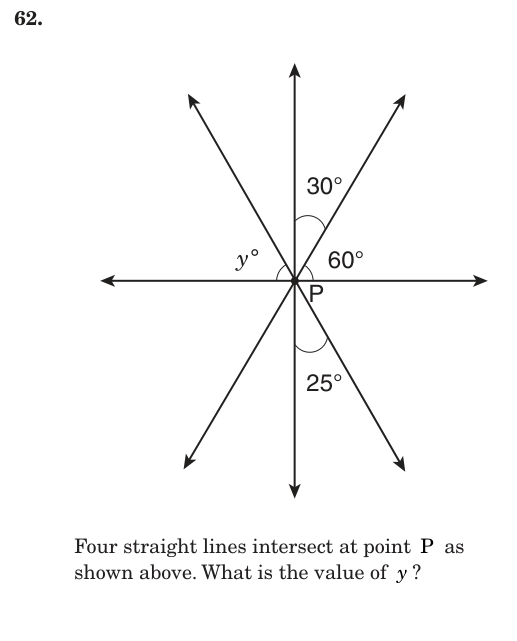 62.
30°
y°
60°
P
25°
Four straight lines intersect at point P as
shown above. What is the value of y?